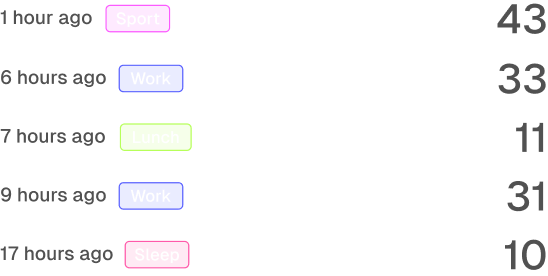 1 hour ago Sport 43
6 hours ago Work 33
7 hours ago Lunch 11
9 hours ago Work 31
17 hours ago Sleep 10